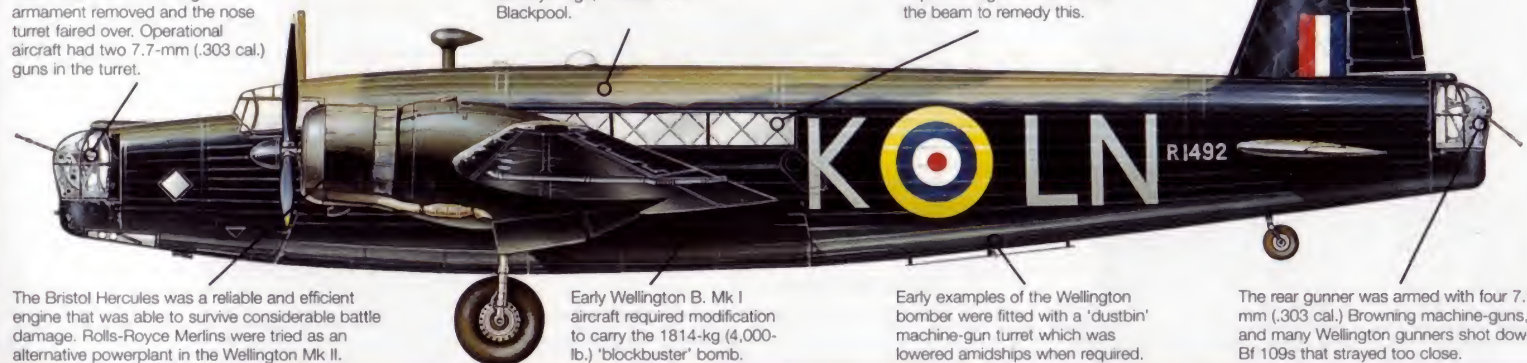 armament removed and the nose
turret faired over. Operational
aircraft had two 7.7-mm (.303 cal.)
guns in the turret.
Blackpool.
the beam to remedy this.
K LN
R1492
The Bristol Hercules was a reliable and efficient
engine that was able to survive considerable battle
damage. Rolls-Royce Merlins were tried as an
alternative powerplant in the Wellington Mk II.
Early Wellington B. Mk I
aircraft required modification
to carry the 1814-kg (4,000-
lb.) 'blockbuster' bomb.
Early examples of the Wellington
bomber were fitted with a 'dustbin'
machine-gun turret which was
lowered amidships when required.
The rear gunner was armed with four 7.
mm (.303 cal.) Browning machine-guns,
and many Wellington gunners shot dow
Bf 109s that strayed too close.